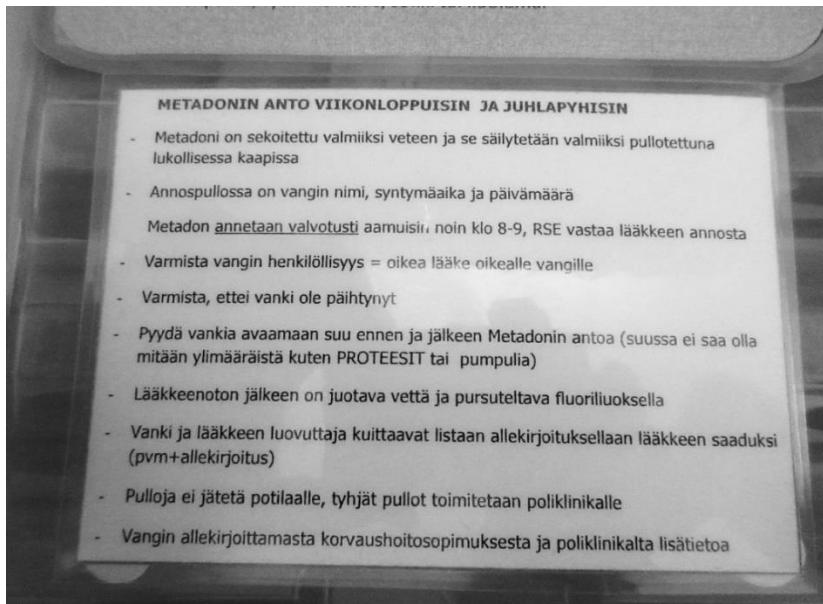 METADONIN ANTO VIIKONLOPPUISIN JA JUHLAPYHISIN
- Metadoni on sekoitettu valmiiksi veteen ja se säilytetään valmiiksi pullotettuna
lukollisessa kaapissa
- Annospullossa on vangin nimi, syntymäaika ja päivämäärä
Metadon annetaan valvotusti aamuisin noin klo 8-9, RSE vastaa lääkkeen annosta
- Varmista vangin henkilöllisyys = oikea lääke oikealle vangille
- Varmista, ettei vanki ole päihtynyt
- Pyydä vankia avaamaan suu ennen ja jälkeen Metadonin antoa (suussa ei saa olla
mitään ylimääräistä kuten PROTEESIT tai pumpulia)
- Lääkkeenoton jälkeen on juotava vettä ja pursuteltava fluoriliuoksella
- Vanki ja lääkkeen luovuttaja kuittaavat listaan allekirjoituksellaan lääkkeen saaduksi
(pvm+allekirjoitus)
- Pulloja ei jätetä potilaalle, tyhjät pullot toimitetaan poliklinikalle
- Vangin allekirjoittamasta korvaushoitosopimuksesta ja poliklinikalta lisätietoa